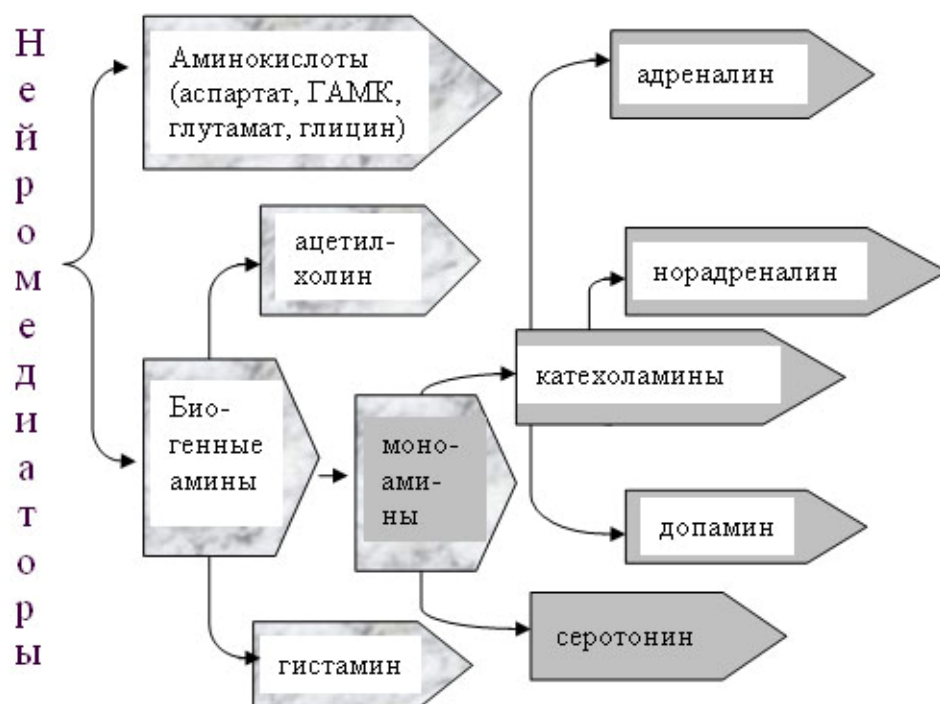 Нейромедиаторы
Аминокислоты
(аспартат, ГАМК,
глутамат, глицин)
адреналин
ацетил-
холин
норадреналин
катехоламины
Био-
генные
амины
моно-
ами-
ны
допамин
серотонин
гистамин